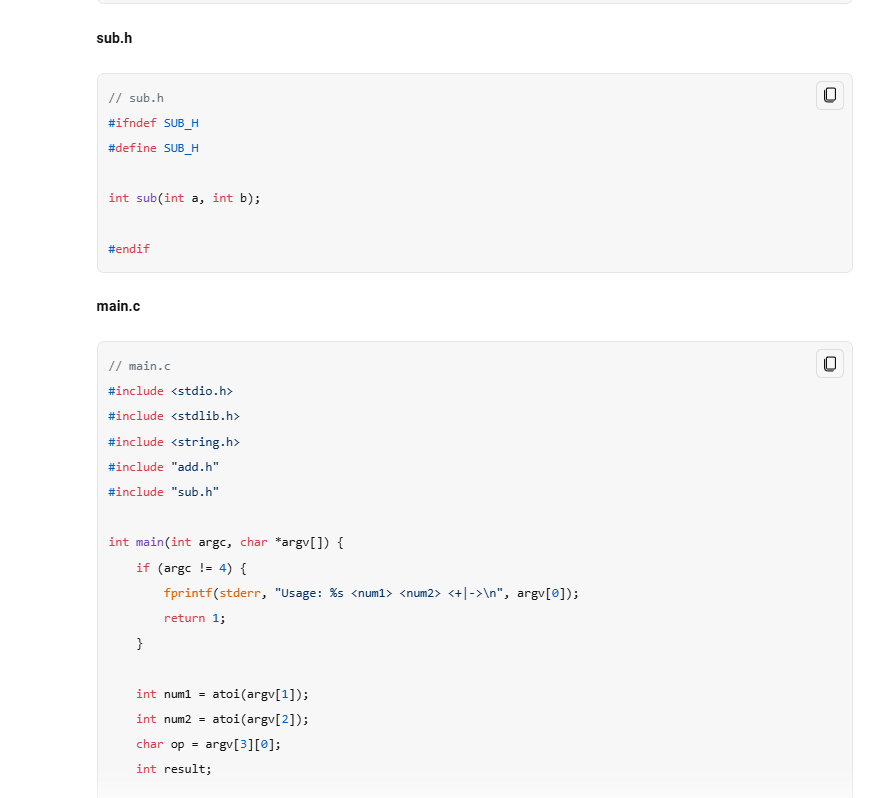 sub.h
// sub.h
#ifndef SUB_H
#define SUB_H
int sub(int a, int b);
#endif
main.c
// main.c
#include <stdio.h>
#include <stdlib.h>
#include <string.h>
#include "add.h"
#include "sub.h"
int main(int argc, char *argv[]) {
    if (argc != 4) {
        fprintf(stderr, "Usage: %s <num1> <num2> <+|->\n", argv[0]);
        return 1;
    }
    int num1 = atoi(argv[1]);
    int num2 = atoi(argv[2]);
    char op = argv[3][0];
    int result;